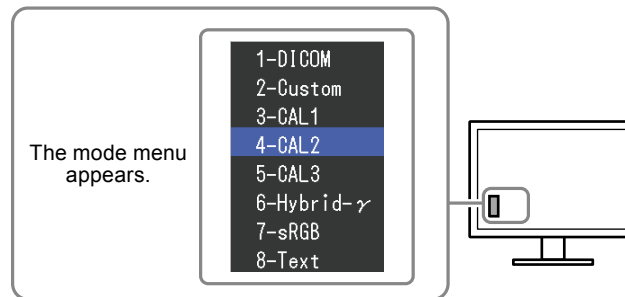 The mode menu
appears.
1-DICOM
2-Custom
3-CAL1
4-CAL2
5-CAL3
6-Hybrid-γ
7-sRGB
8-Text